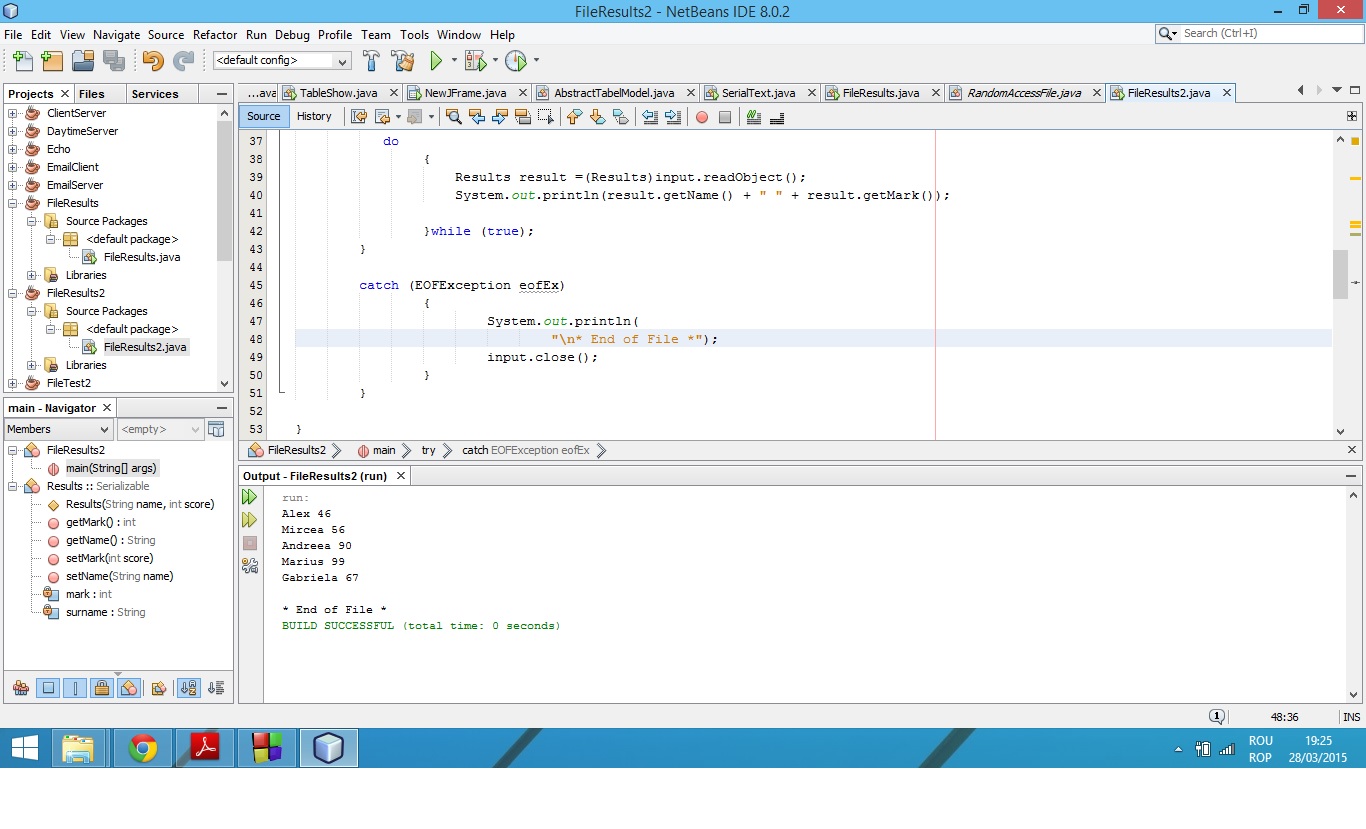 FileResults2 - NetBeans IDE 8.0.2
File Edit View Navigate Source Refactor Run Debug Profile Team Tools Window Help
Search (Ctrl+I)
<default config>
Projects Files Services
ClientServer
DaytimeServer
Echo
EmailClient
EmailServer
FileResults
Source Packages
<default package>
FileResults.java
Libraries
FileResults2
Source Packages
<default package>
FileResults2.java
Libraries
FileTest2
main - Navigator
Members <empty>
FileResults2
main(String[] args)
Results :: Serializable
Results(String name, int score)
getMark() : int
getName() : String
setMark(int score)
setName(String name)
mark : int
surname : String
...ava TableShow.java NewJFrame.java AbstractTabelModel.java SerialText.java FileResults.java RandomAccessFile.java FileResults2.java
Source History
37 do
38 {
39 Results result =(Results)input.readObject();
40 System.out.println(result.getName() + " " + result.getMark());
41
42 }while (true);
43 }
44
45 catch (EOFException eofEx)
46 {
47 System.out.println(
48 "\n* End of File *");
49 input.close();
50 }
51 }
52
53 }
FileResults2 main try catch EOFException eofEx
Output - FileResults2 (run)
run:
Alex 46
Mircea 56
Andreea 90
Marius 99
Gabriela 67
* End of File *
BUILD SUCCESSFUL (total time: 0 seconds)
1 48:36 INS
ROU 19:25
ROP 28/03/2015